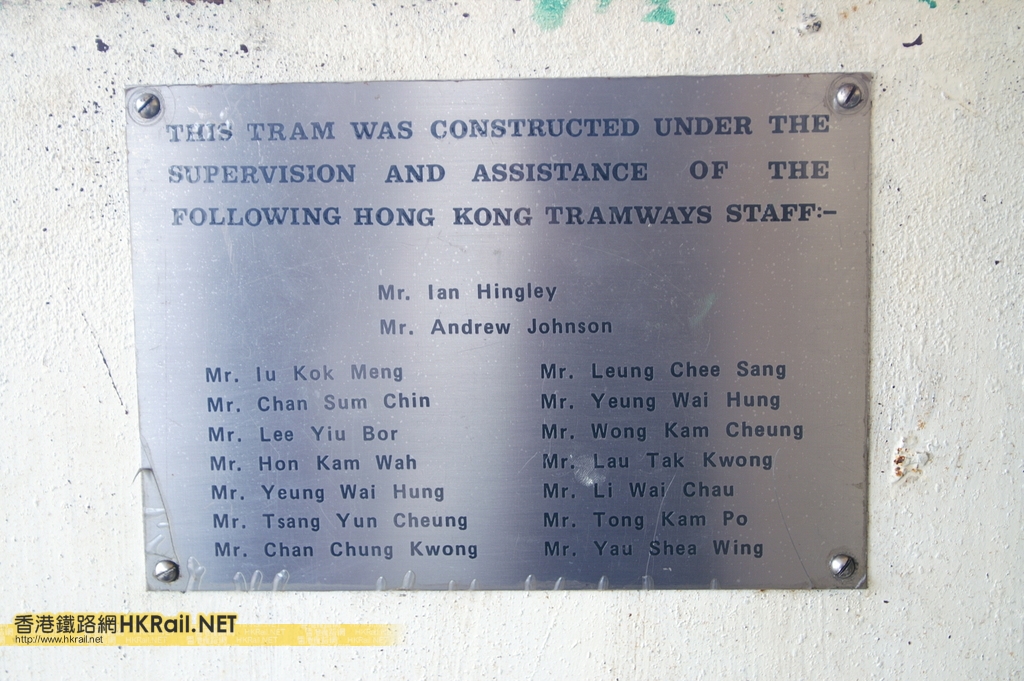 THIS TRAM WAS CONSTRUCTED UNDER THE
SUPERVISION AND ASSISTANCE OF THE
FOLLOWING HONG KONG TRAMWAYS STAFF:-
Mr. Ian Hingley
Mr. Andrew Johnson
Mr. Iu Kok Meng
Mr. Chan Sum Chin
Mr. Lee Yiu Bor
Mr. Hon Kam Wah
Mr. Yeung Wai Hung
Mr. Tsang Yun Cheung
Mr. Chan Chung Kwong
Mr. Leung Chee Sang
Mr. Yeung Wai Hung
Mr. Wong Kam Cheung
Mr. Lau Tak Kwong
Mr. Li Wai Chau
Mr. Tong Kam Po
Mr. Yau Shea Wing
香港鐵路網HKRail.NET
http://www.hkrail.net